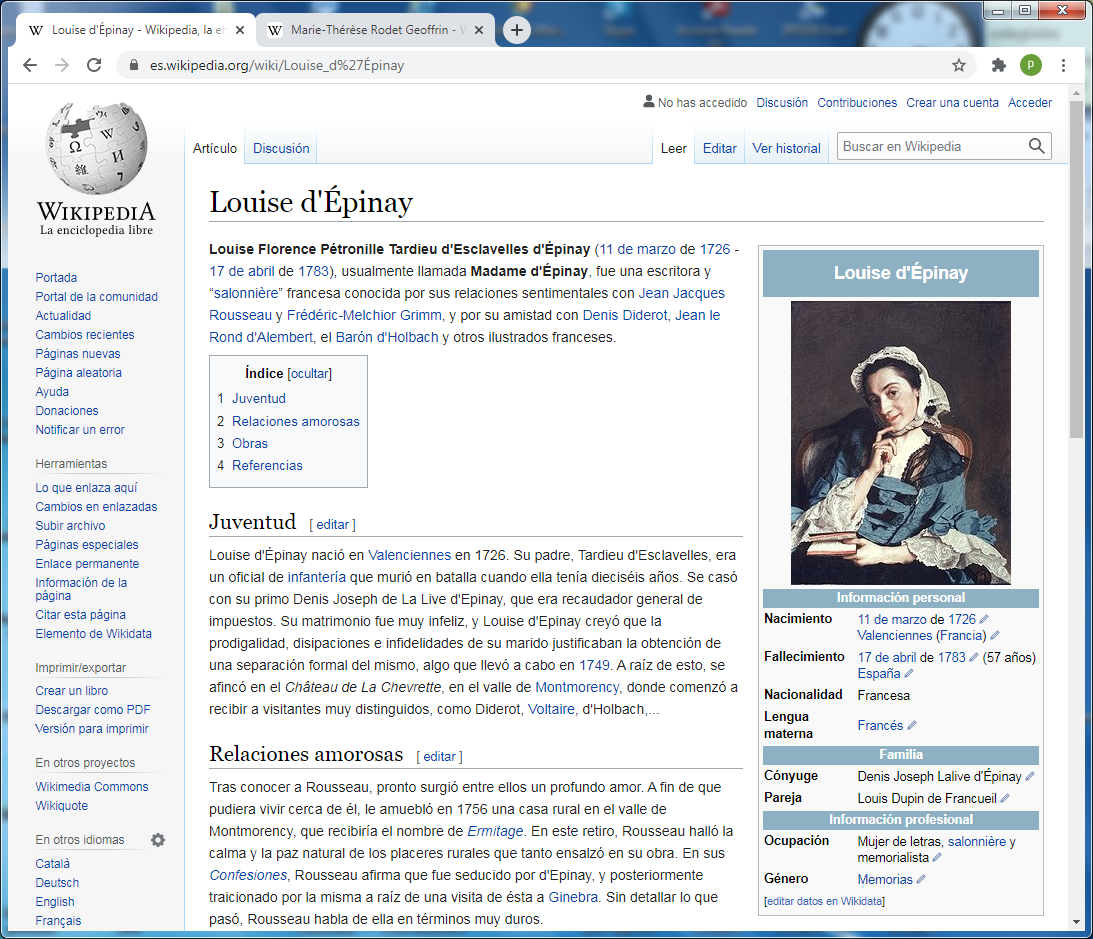 Louise d'Épinay - Wikipedia, la e
Marie-Thérèse Rodet Geoffrin -
es.wikipedia.org/wiki/Louise_d%27Épinay
P
No has accedido Discusión Contribuciones Crear una cuenta Acceder
Artículo Discusión Leer Editar Ver historial Buscar en Wikipedia
WIKIPEDIA
La enciclopedia libre
Portada
Portal de la comunidad
Actualidad
Cambios recientes
Páginas nuevas
Página aleatoria
Ayuda
Donaciones
Notificar un error
Herramientas
Lo que enlaza aquí
Cambios en enlazadas
Subir archivo
Páginas especiales
Enlace permanente
Información de la
página
Citar esta página
Elemento de Wikidata
Imprimir/exportar
Crear un libro
Descargar como PDF
Versión para imprimir
En otros proyectos
Wikimedia Commons
Wikiquote
En otros idiomas
Català
Deutsch
English
Français
Louise d'Épinay
Louise Florence Pétronille Tardieu d'Esclavelles d'Épinay (11 de marzo de 1726 -
17 de abril de 1783), usualmente llamada Madame d'Épinay, fue una escritora y
“salonnière” francesa conocida por sus relaciones sentimentales con Jean Jacques
Rousseau y Frédéric-Melchior Grimm, y por su amistad con Denis Diderot, Jean le
Rond d'Alembert, el Barón d'Holbach y otros ilustrados franceses.
Índice [ocultar]
1 Juventud
2 Relaciones amorosas
3 Obras
4 Referencias
Juventud [ editar ]
Louise d'Épinay nació en Valenciennes en 1726. Su padre, Tardieu d'Esclavelles, era
un oficial de infantería que murió en batalla cuando ella tenía dieciséis años. Se casó
con su primo Denis Joseph de La Live d'Epinay, que era recaudador general de
impuestos. Su matrimonio fue muy infeliz, y Louise d'Epinay creyó que la
prodigalidad, disipaciones e infidelidades de su marido justificaban la obtención de
una separación formal del mismo, algo que llevó a cabo en 1749. A raíz de esto, se
afincó en el Château de La Chevrette, en el valle de Montmorency, donde comenzó a
recibir a visitantes muy distinguidos, como Diderot, Voltaire, d'Holbach,...
Relaciones amorosas [ editar ]
Tras conocer a Rousseau, pronto surgió entre ellos un profundo amor. A fin de que
pudiera vivir cerca de él, le amuebló en 1756 una casa rural en el valle de
Montmorency, que recibiría el nombre de Ermitage. En este retiro, Rousseau halló la
calma y la paz natural de los placeres rurales que tanto ensalzó en su obra. En sus
Confesiones, Rousseau afirma que fue seducido por d'Epinay, y posteriormente
traicionado por la misma a raíz de una visita de ésta a Ginebra. Sin detallar lo que
pasó, Rousseau habla de ella en términos muy duros.
Louise d'Épinay
Información personal
Nacimiento 11 de marzo de 1726
Valenciennes (Francia)
Fallecimiento 17 de abril de 1783 (57 años)
España
Nacionalidad Francesa
Lengua
materna Francés
Familia
Cónyuge Denis Joseph Lalive d'Épinay
Pareja Louis Dupin de Francueil
Información profesional
Ocupación Mujer de letras, salonnière y
memorialista
Género Memorias
[editar datos en Wikidata]